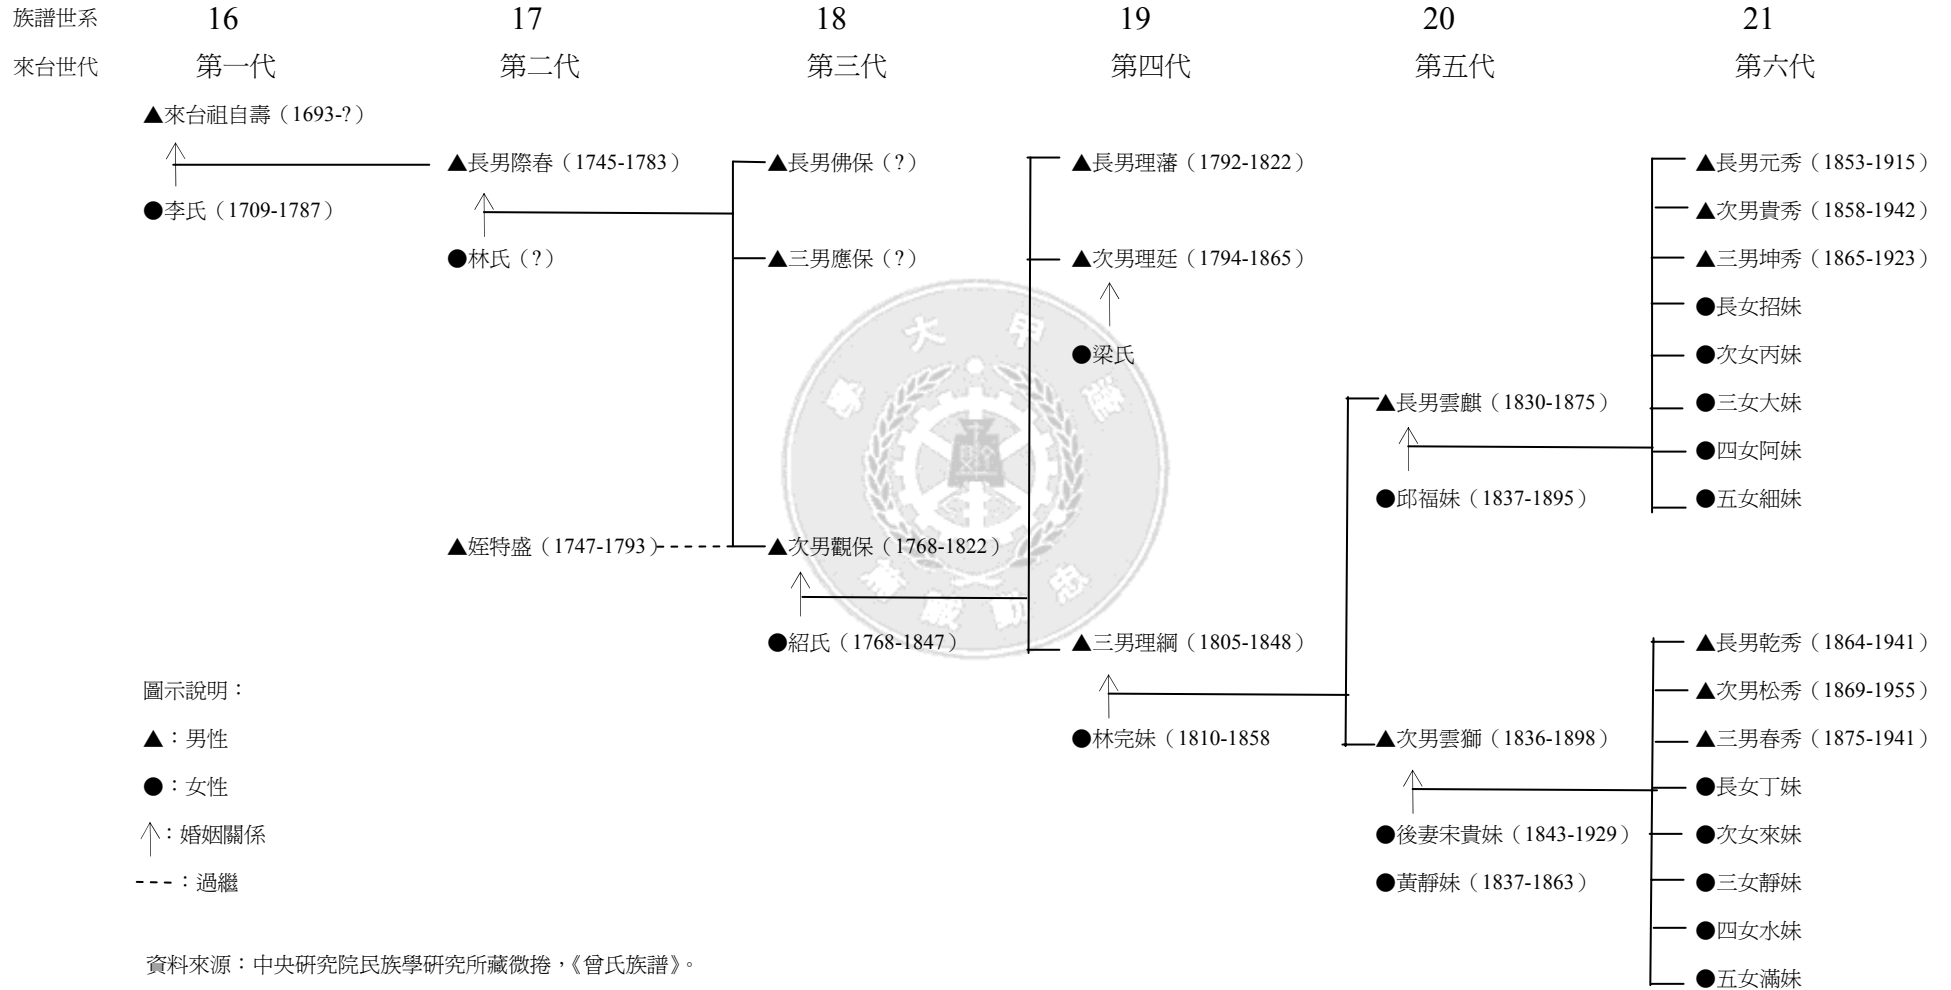 族譜世系 16 17 18 19 20 21
來台世代 第一代 第二代 第三代 第四代 第五代 第六代
▲來台祖自壽（1693-?）
▲長男際春（1745-1783） ▲長男佛保（?） ▲長男理藩（1792-1822） ▲長男元秀（1853-1915）
●李氏（1709-1787） ▲次男貴秀（1858-1942）
●林氏（?） ▲三男應保（?） ▲次男理廷（1794-1865） ▲三男坤秀（1865-1923）
●長女招妹
大甲逢
●梁氏 ●次女丙妹
學
▲長男雲麒（1830-1875） ●三女大妹
●四女阿妹
●邱福妹（1837-1895） ●五女細妹
▲姪特盛（1747-1793） ▲次男觀保（1768-1822）
忠勤誠篤
●紹氏（1768-1847） ▲三男理綱（1805-1848） ▲長男乾秀（1864-1941）
圖示說明： ▲次男松秀（1869-1955）
▲：男性 ●林完妹（1810-1858 ▲次男雲獅（1836-1898） ▲三男春秀（1875-1941）
●：女性 ●長女丁妹
↑：婚姻關係 ●後妻宋貴妹（1843-1929） ●次女來妹
---：過繼 ●黃靜妹（1837-1863） ●三女靜妹
●四女水妹
資料來源：中央研究院民族學研究所藏微捲，《曾氏族譜》。
●五女滿妹